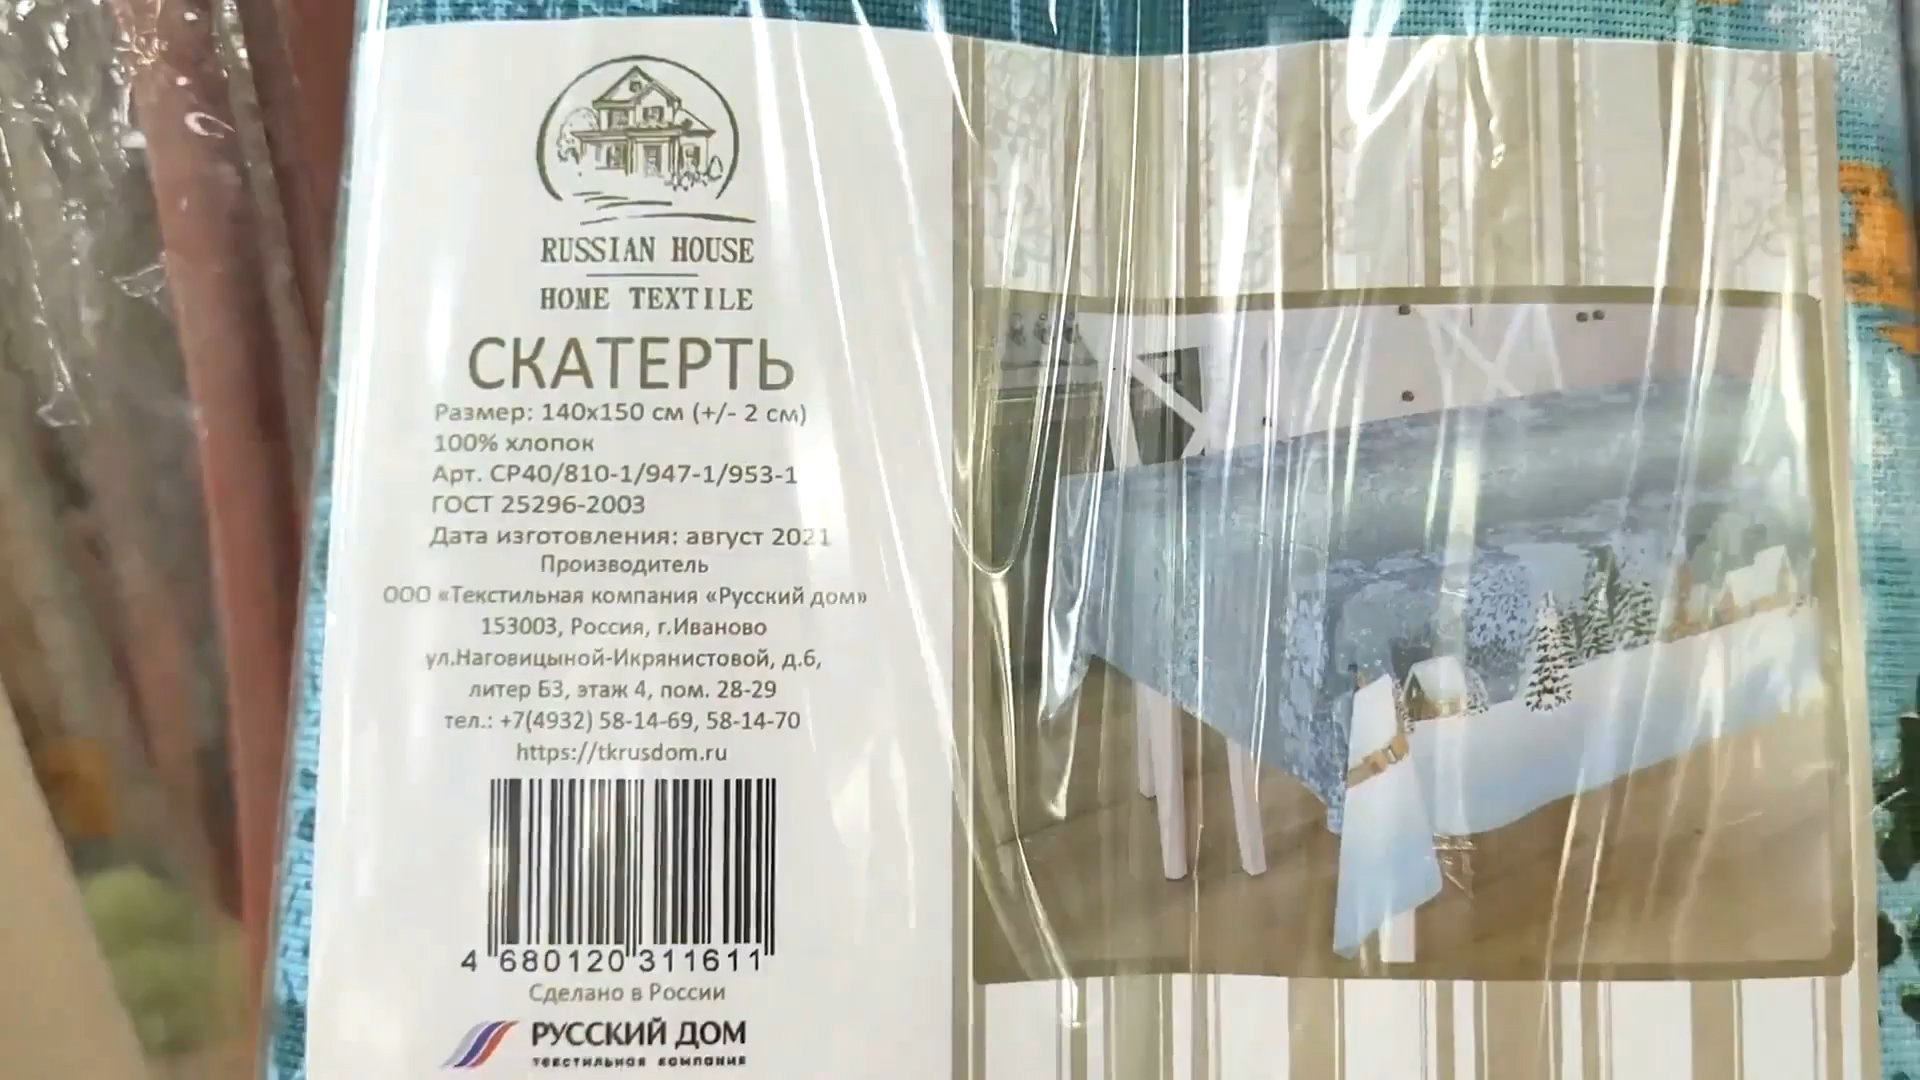 RUSSIAN HOUSE
HOME TEXTILE
СКАТЕРТЬ
Размер: 140х150 см (+/- 2 см)
100% хлопок
Арт. СР40/810-1/947-1/953-1
ГОСТ 25296-2003
Дата изготовления: август 2021
Производитель
ООО «Текстильная компания «Русский дом»
153003, Россия, г.Иваново
ул.Наговицыной-Икрянистовой, д.6,
литер Б3, этаж 4, пом. 28-29
тел.: +7(4932) 58-14-69, 58-14-70
https://tkrusdom.ru
4 680120 311611
Сделано в России
РУССКИЙ ДОМ
текстильная компания